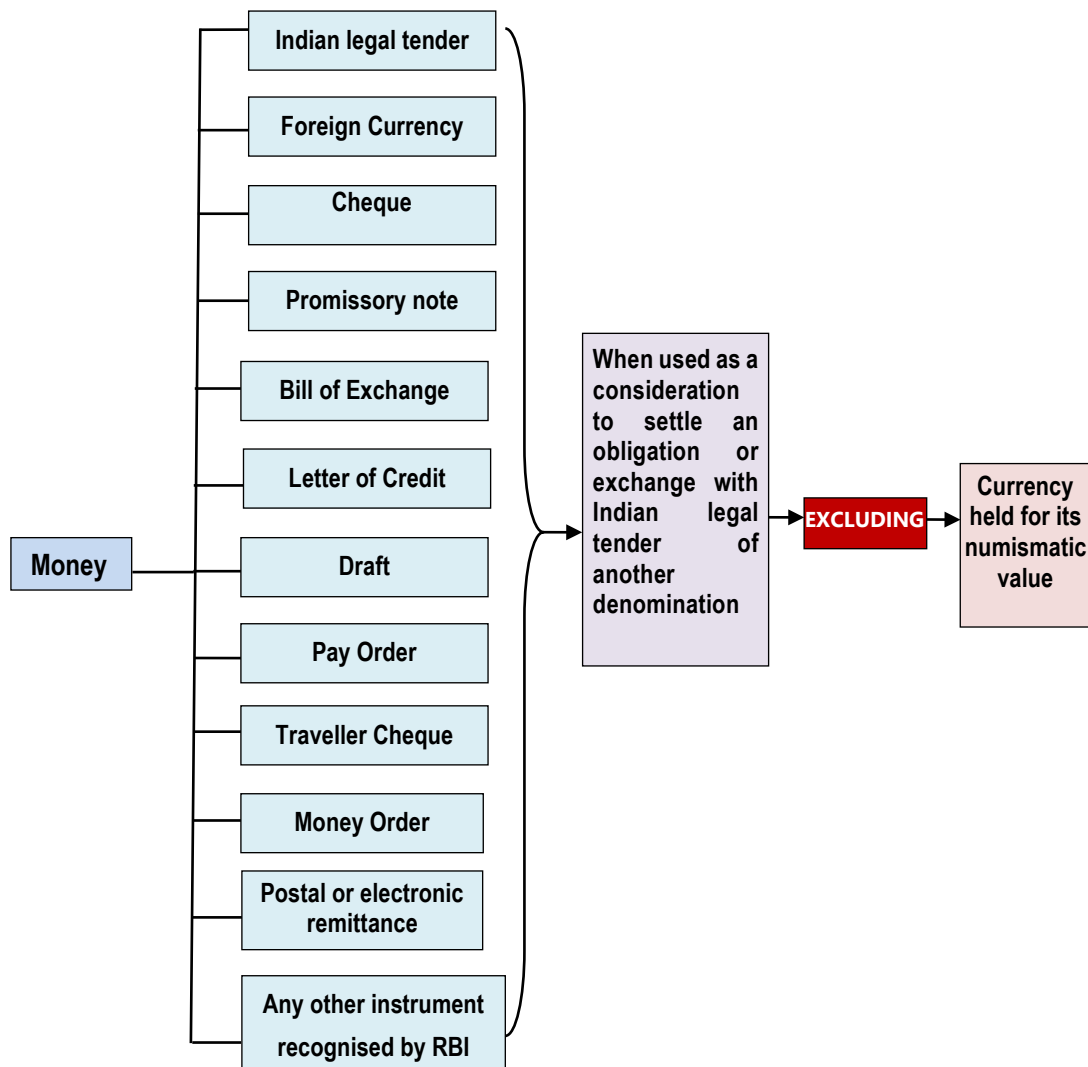 Money
Indian legal tender
Foreign Currency
Cheque
Promissory note
Bill of Exchange
Letter of Credit
Draft
Pay Order
Traveller Cheque
Money Order
Postal or electronic
remittance
Any other instrument
recognised by RBI
When used as a
consideration
to settle an
obligation or
exchange with
Indian legal
tender of
another
denomination
EXCLUDING
Currency
held for its
numismatic
value